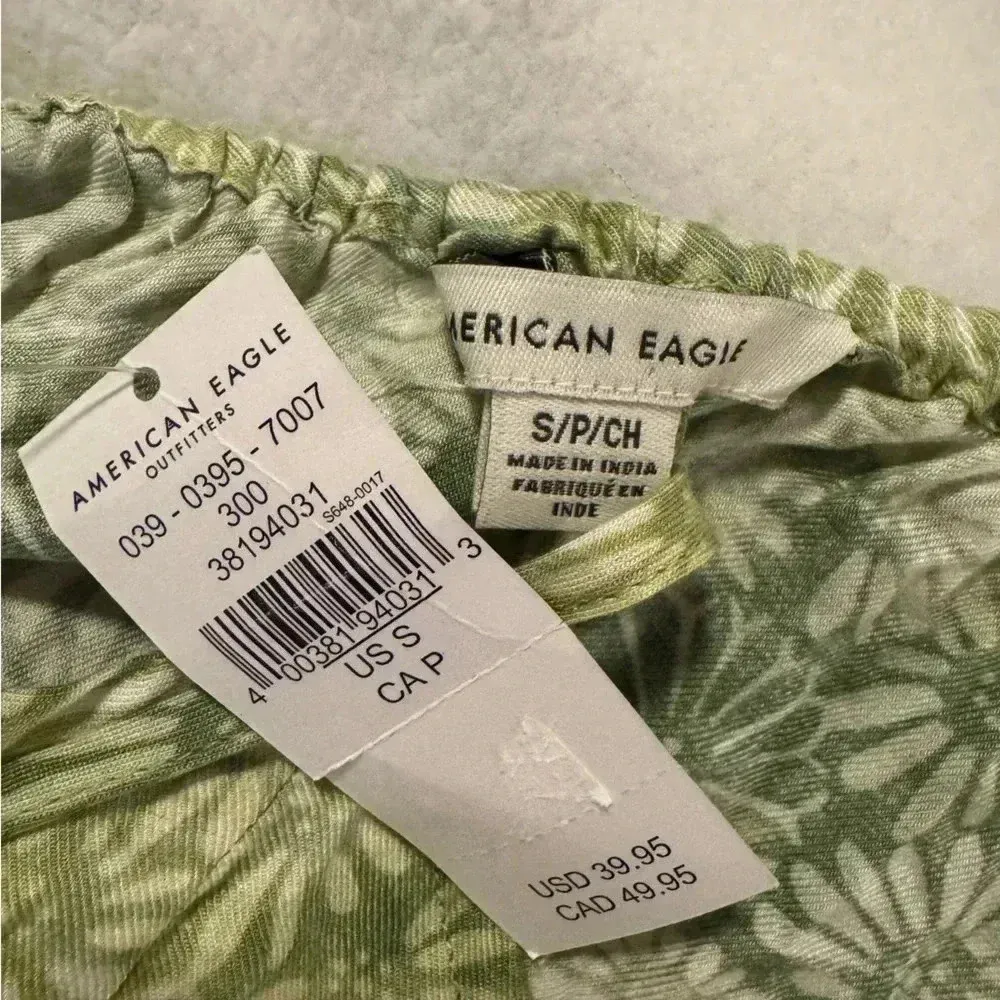 AMERICAN EAGLE
OUTFITTERS
039 - 0395 - 7007
300
38194031
S648-0017
4 00381 94031 3
US S
CA P
USD 39.95
CAD 49.95
MERICAN EAGLE
S/P/CH
MADE IN INDIA
FABRIQUÉ EN
INDE